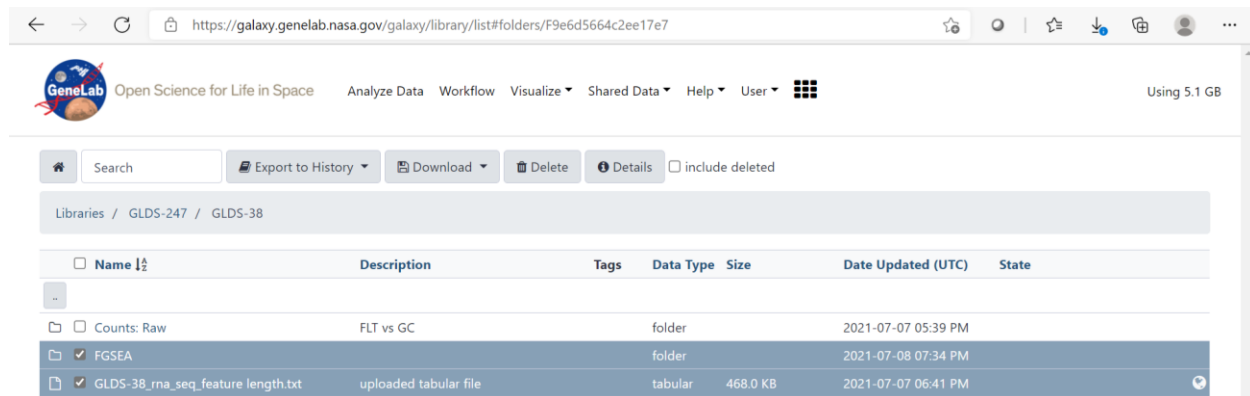 https://galaxy.genelab.nasa.gov/galaxy/library/list#folders/F9e6d5664c2ee17e7
GeneLab Open Science for Life in Space Analyze Data Workflow Visualize Shared Data Help User Using 5.1 GB
Search Export to History Download Delete Details include deleted
Libraries / GLDS-247 / GLDS-38
Name Description Tags Data Type Size Date Updated (UTC) State
..
Counts: Raw FLT vs GC folder 2021-07-07 05:39 PM
FGSEA folder 2021-07-08 07:34 PM
GLDS-38_rna_seq_feature length.txt uploaded tabular file tabular 468.0 KB 2021-07-07 06:41 PM